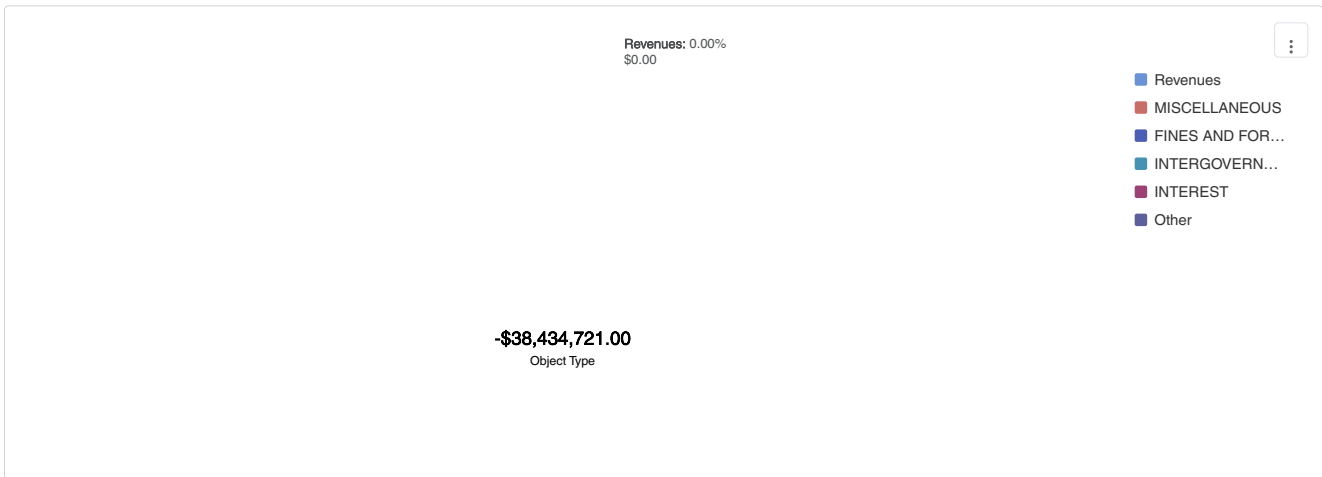 Revenues: 0.00%
$0.00
Revenues
MISCELLANEOUS
FINES AND FOR...
INTERGOVERN...
INTEREST
Other
-$38,434,721.00
Object Type